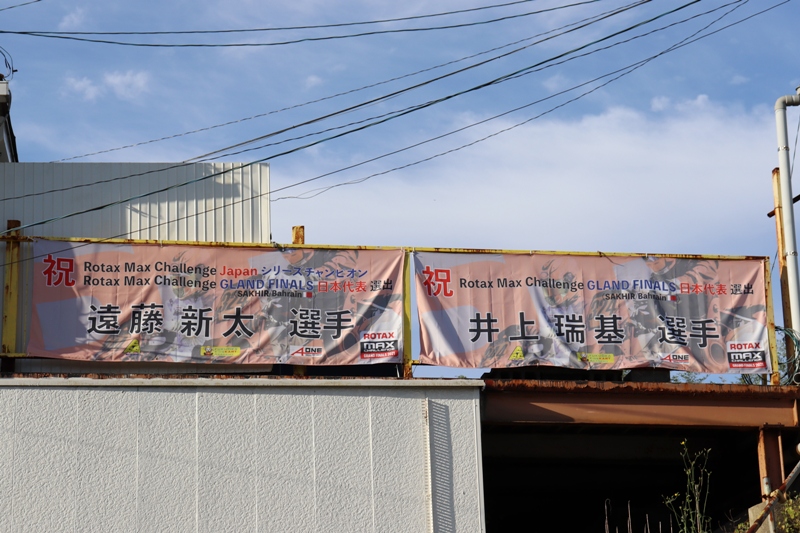 祝 Rotax Max Challenge Japan シリーズチャンピオン
Rotax Max Challenge GLAND FINALS 日本代表 選出
SAKHIR Bahrain
遠藤 新太 選手
A ONE
ROTAX
MAX
祝 Rotax Max Challenge GLAND FINALS 日本代表 選出
SAKHIR Bahrain
井上 瑞基 選手
A ONE
ROTAX
MAX